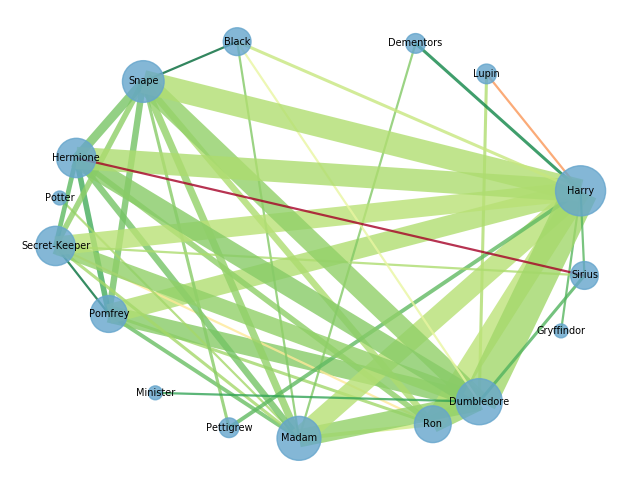 Black
Dementors
Lupin
Snape
Hermione
Harry
Potter
Secret-Keeper
Sirius
Pomfrey
Gryffindor
Minister
Dumbledore
Pettigrew
Ron
Madam